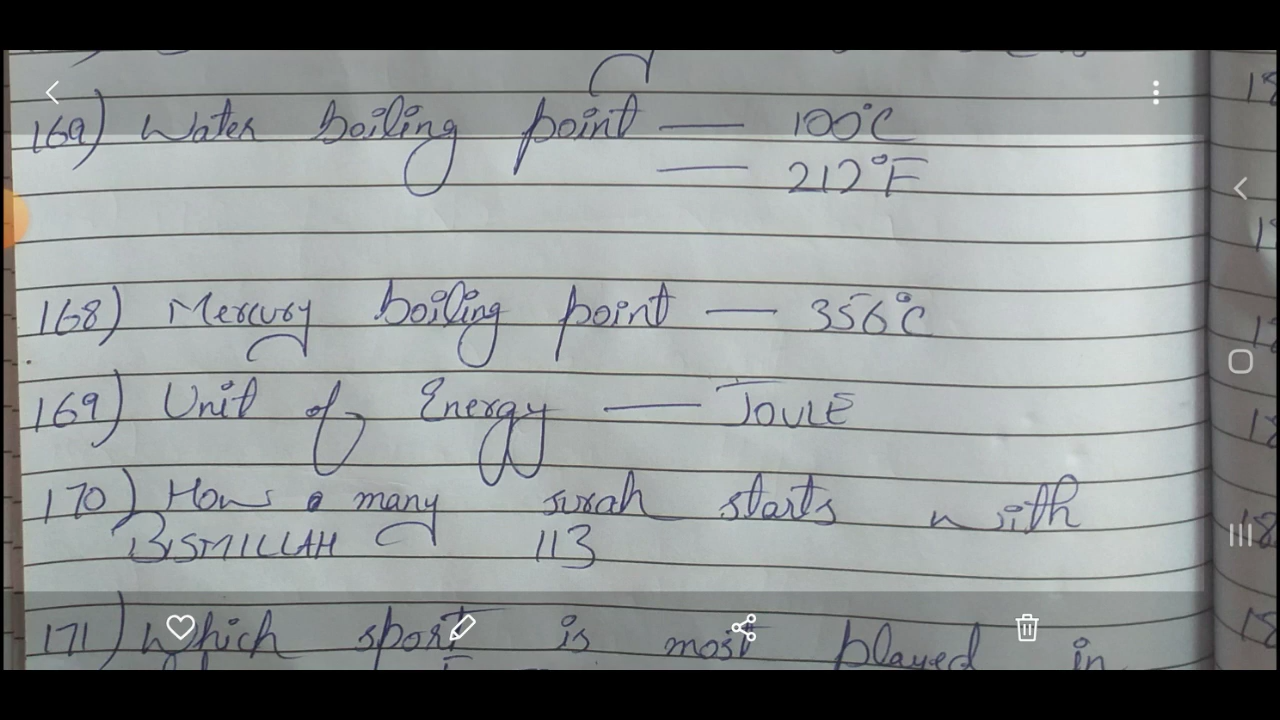 169) Water boiling point — 100°C
— 212°F
168) Mercury boiling point — 356°C
169) Unit of Energy — JOULE
170) How many surah starts with
BISMILLAH 113
171) Which sport is most played in